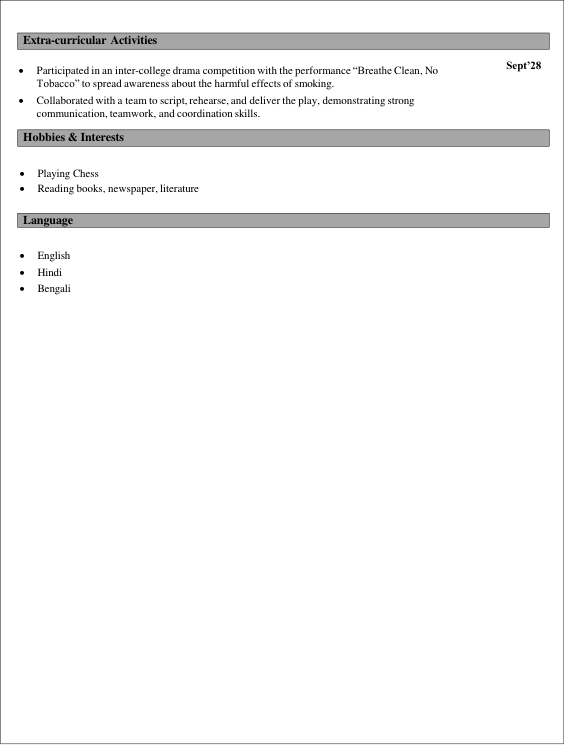 Extra-curricular Activities
• Participated in an inter-college drama competition with the performance “Breathe Clean, No Sept’28
Tobacco” to spread awareness about the harmful effects of smoking.
• Collaborated with a team to script, rehearse, and deliver the play, demonstrating strong
communication, teamwork, and coordination skills.
Hobbies & Interests
• Playing Chess
• Reading books, newspaper, literature
Language
• English
• Hindi
• Bengali